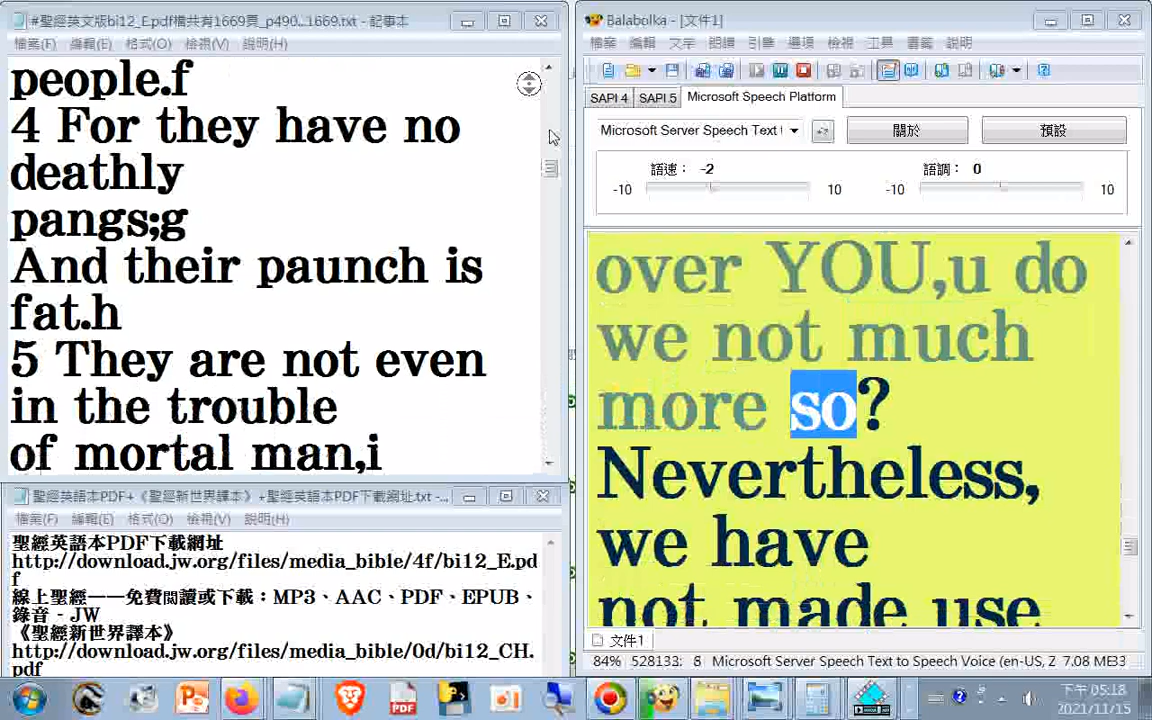 #聖經英文版bi12_E.pdf檔共有1669頁_p490...1669.txt - 記事本
檔案(F) 編輯(E) 格式(O) 檢視(V) 說明(H)
people.f
4 For they have no
deathly
pangs;g
And their paunch is
fat.h
5 They are not even
in the trouble
of mortal man,i
聖經英語本PDF+《聖經新世界譯本》+聖經英語本PDF下載網址.txt -...
檔案(F) 編輯(E) 格式(O) 檢視(V) 說明(H)
聖經英語本PDF下載網址
http://download.jw.org/files/media_bible/4f/bi12_E.pd
f
線上聖經——免費閱讀或下載：MP3、AAC、PDF、EPUB、
錄音 - JW
《聖經新世界譯本》
http://download.jw.org/files/media_bible/0d/bi12_CH.
pdf
Balabolka - [文件1]
檔案 編輯 文字 朗讀 引擎 選項 檢視 工具 書籤 說明
SAPI 4 SAPI 5 Microsoft Speech Platform
Microsoft Server Speech Text 關於 預設
語速： -2 語調： 0
-10 10 -10 10
over YOU,u do
we not much
more so?
Nevertheless,
we have
not made use
文件1
84% 528133: 8 Microsoft Server Speech Text to Speech Voice (en-US, Z 7.08 MB
下午 05:18
2021/11/15